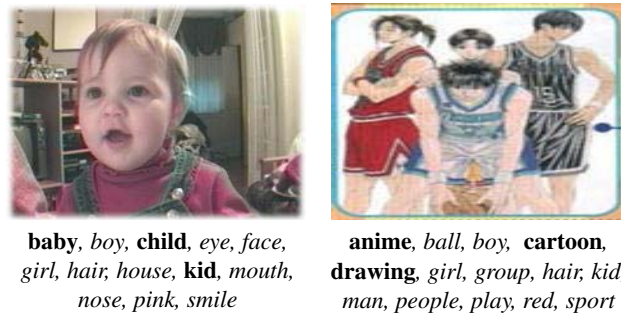 15
baby, boy, child, eye, face,
girl, hair, house, kid, mouth,
nose, pink, smile
anime, ball, boy, cartoon,
drawing, girl, group, hair, kid,
man, people, play, red, sport